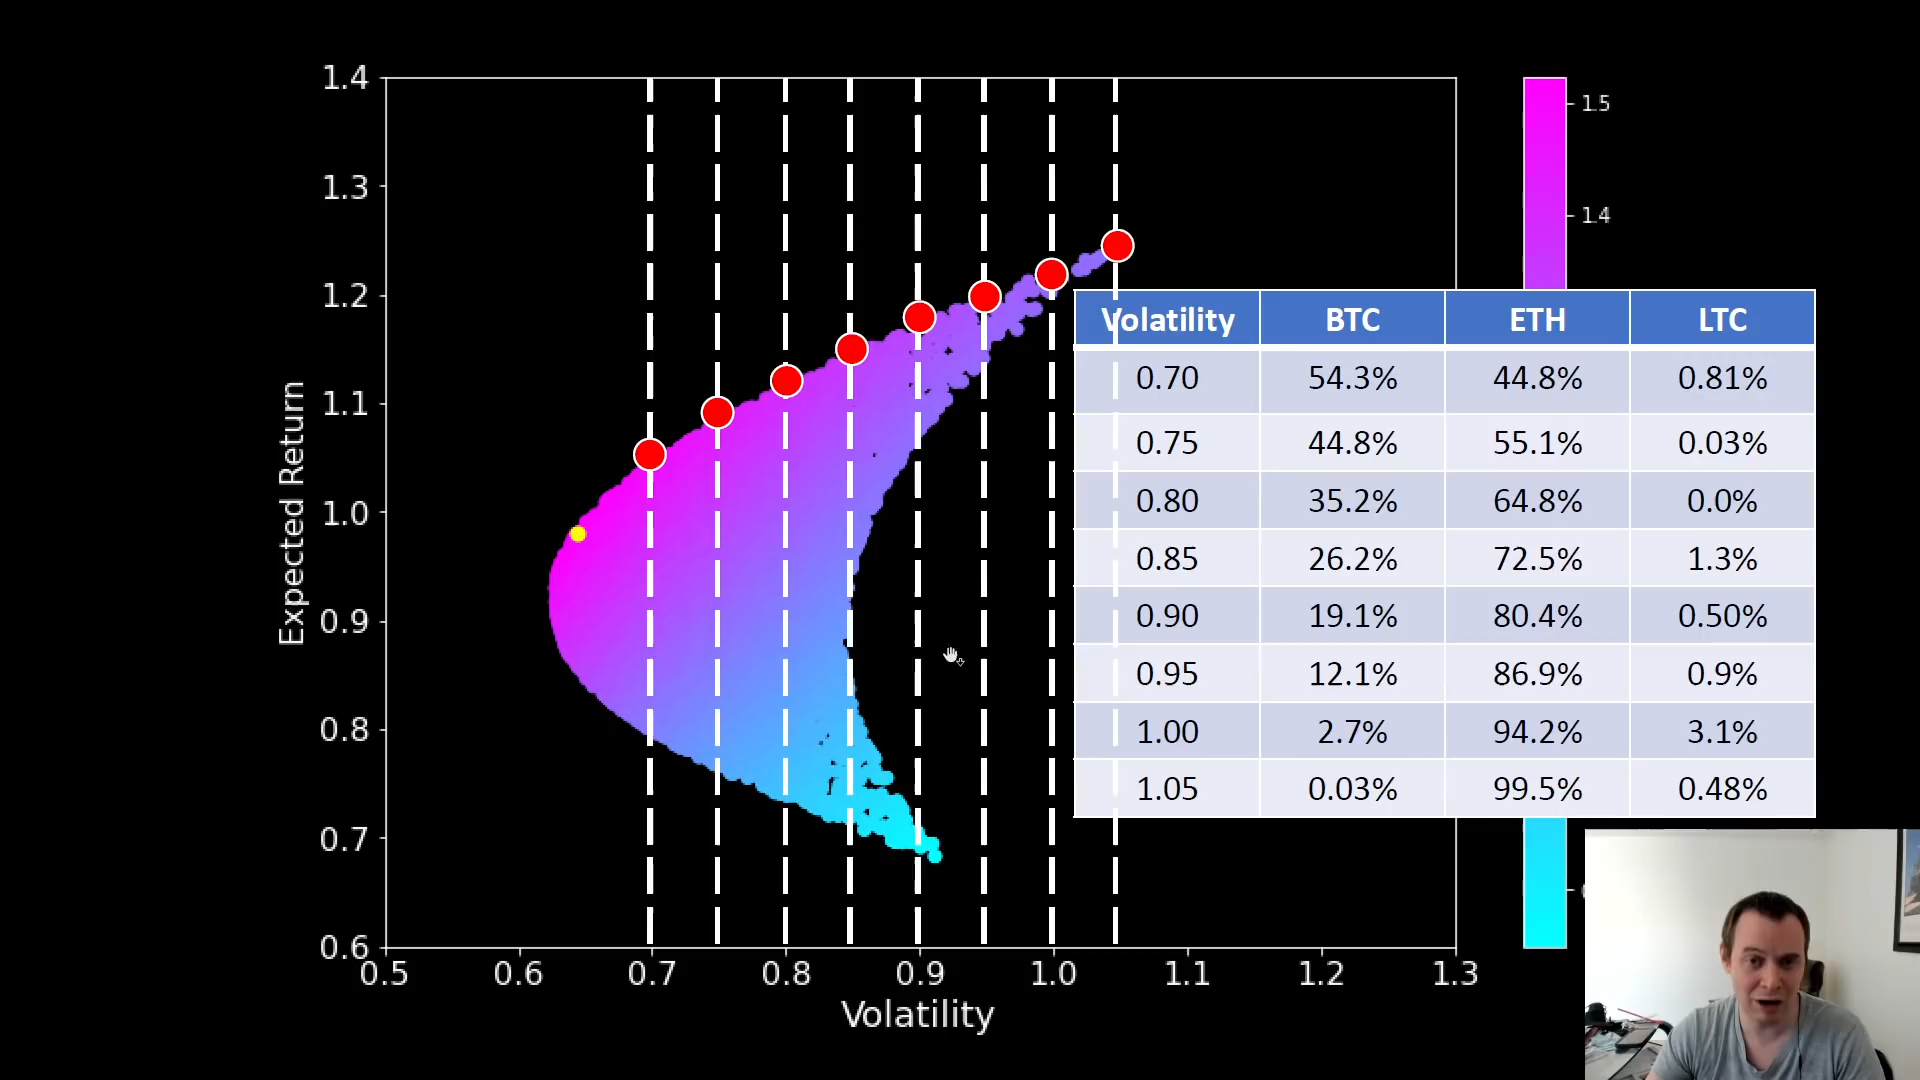 1.4
1.3
1.2
1.1
1.0
0.9
0.8
0.7
0.6
Expected Return
0.5 0.6 0.7 0.8 0.9 1.0 1.1 1.2 1.3
Volatility
1.5
1.4
Volatility BTC ETH LTC
0.70 54.3% 44.8% 0.81%
0.75 44.8% 55.1% 0.03%
0.80 35.2% 64.8% 0.0%
0.85 26.2% 72.5% 1.3%
0.90 19.1% 80.4% 0.50%
0.95 12.1% 86.9% 0.9%
1.00 2.7% 94.2% 3.1%
1.05 0.03% 99.5% 0.48%